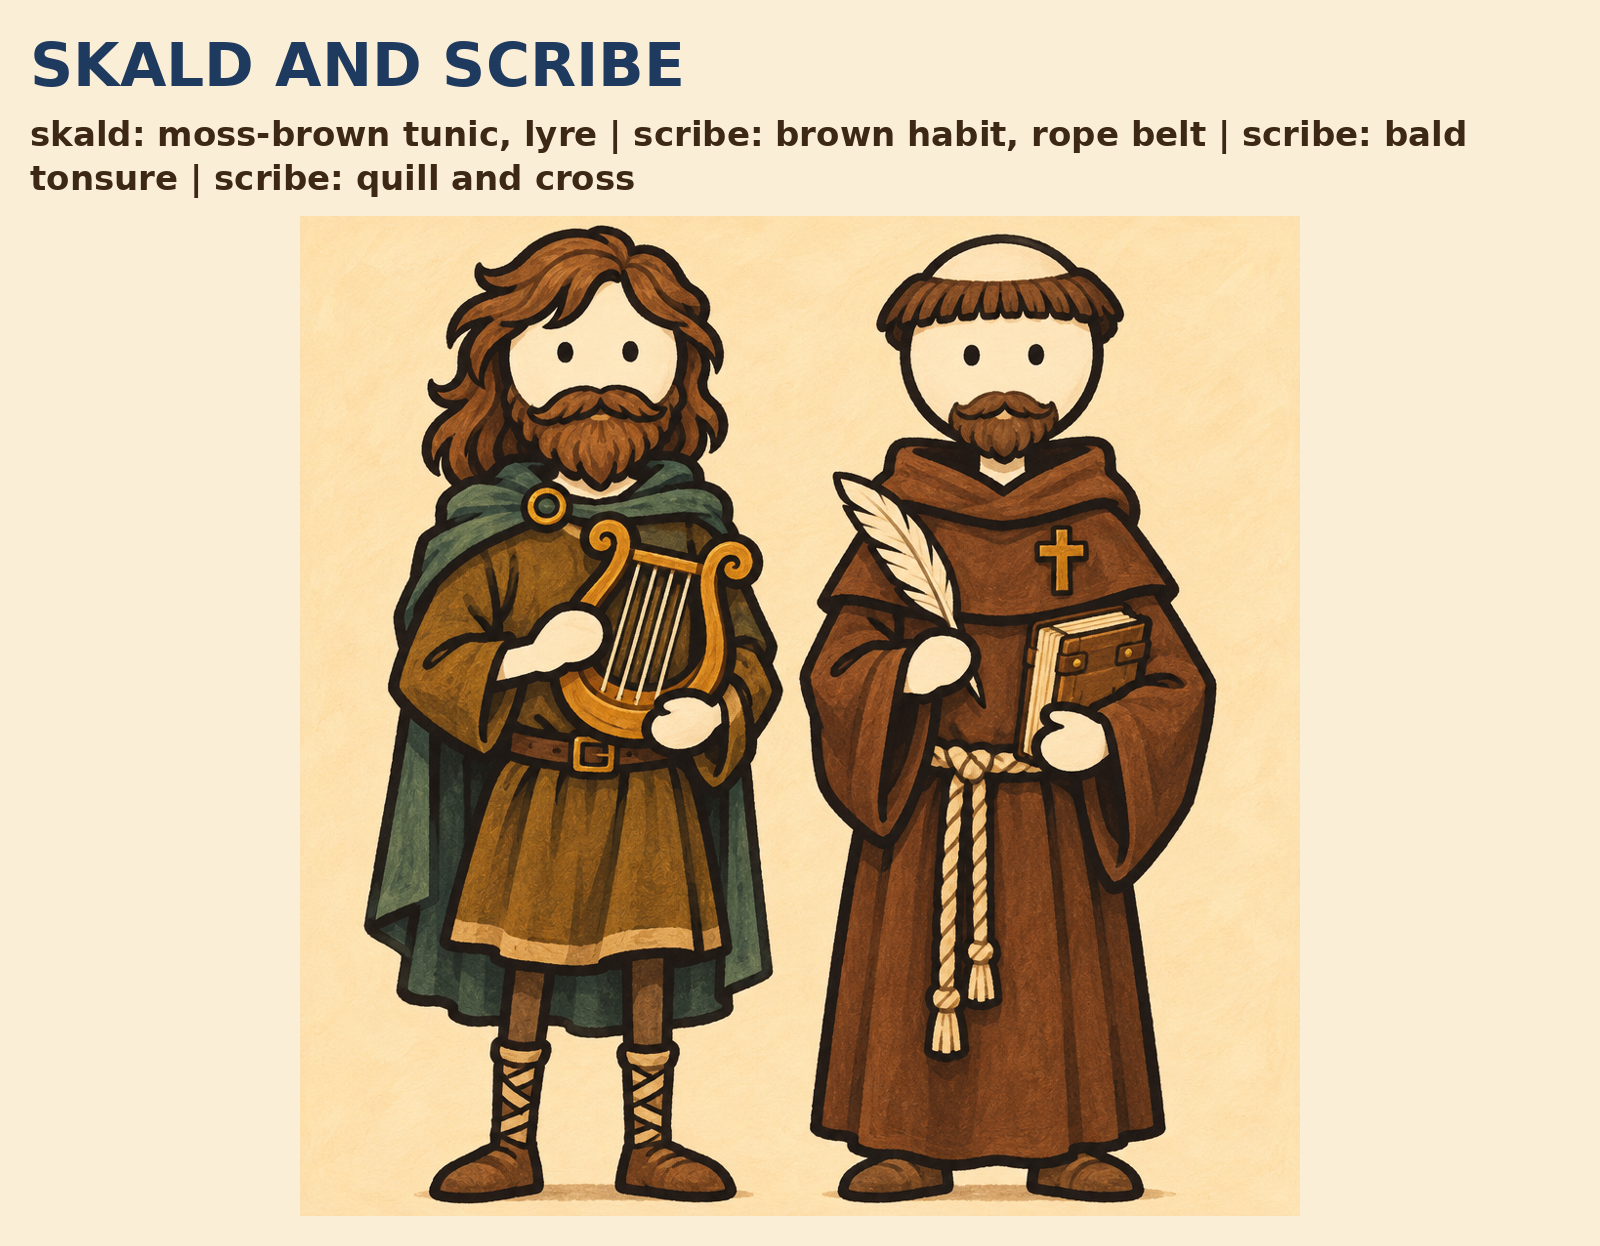 SKALD AND SCRIBE
skald: moss-brown tunic, lyre | scribe: brown habit, rope belt | scribe: bald
tonsure | scribe: quill and cross